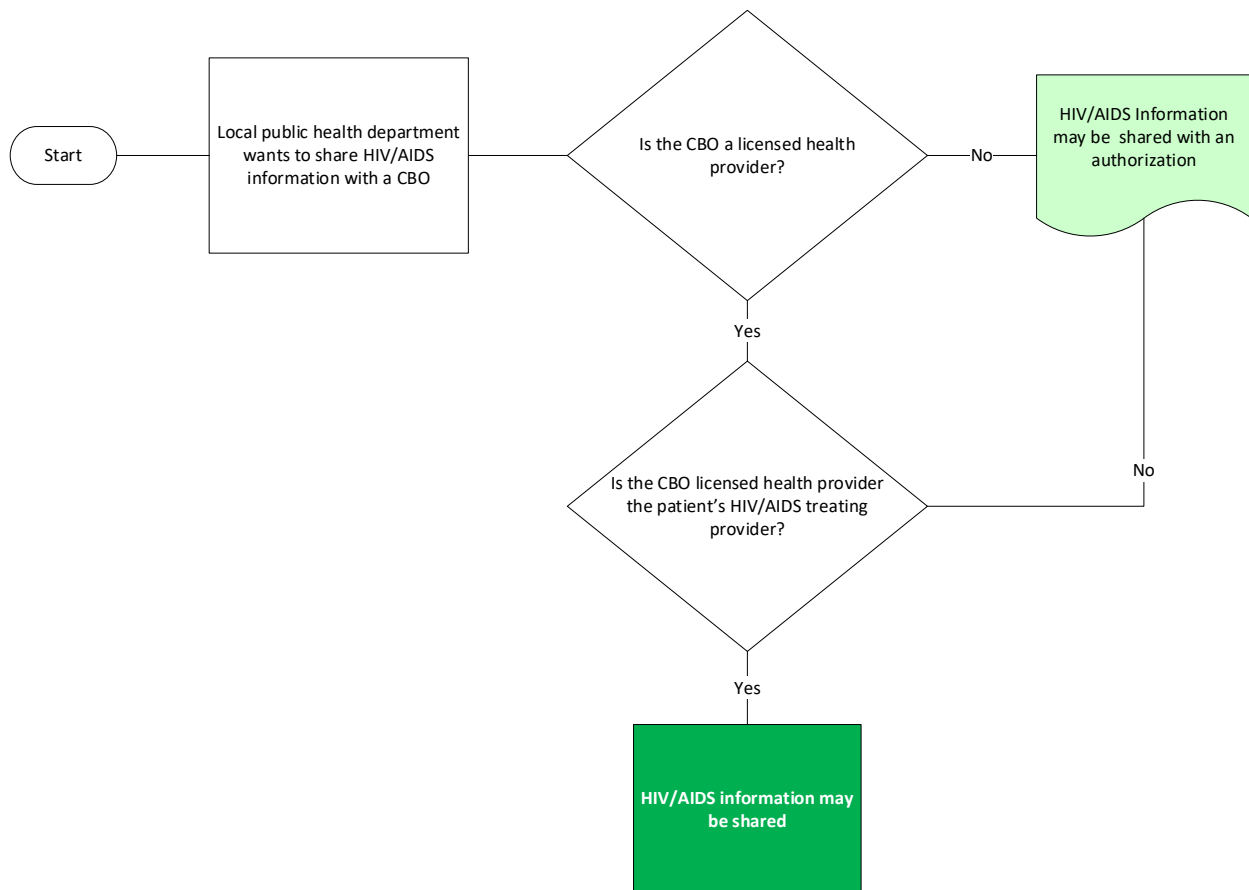 Start
Local public health department
wants to share HIV/AIDS
information with a CBO
Is the CBO a licensed health
provider?
No
HIV/AIDS Information
may be  shared with an
authorization
Yes
Is the CBO licensed health provider
the patient’s HIV/AIDS treating
provider?
No
Yes
HIV/AIDS information may
be shared